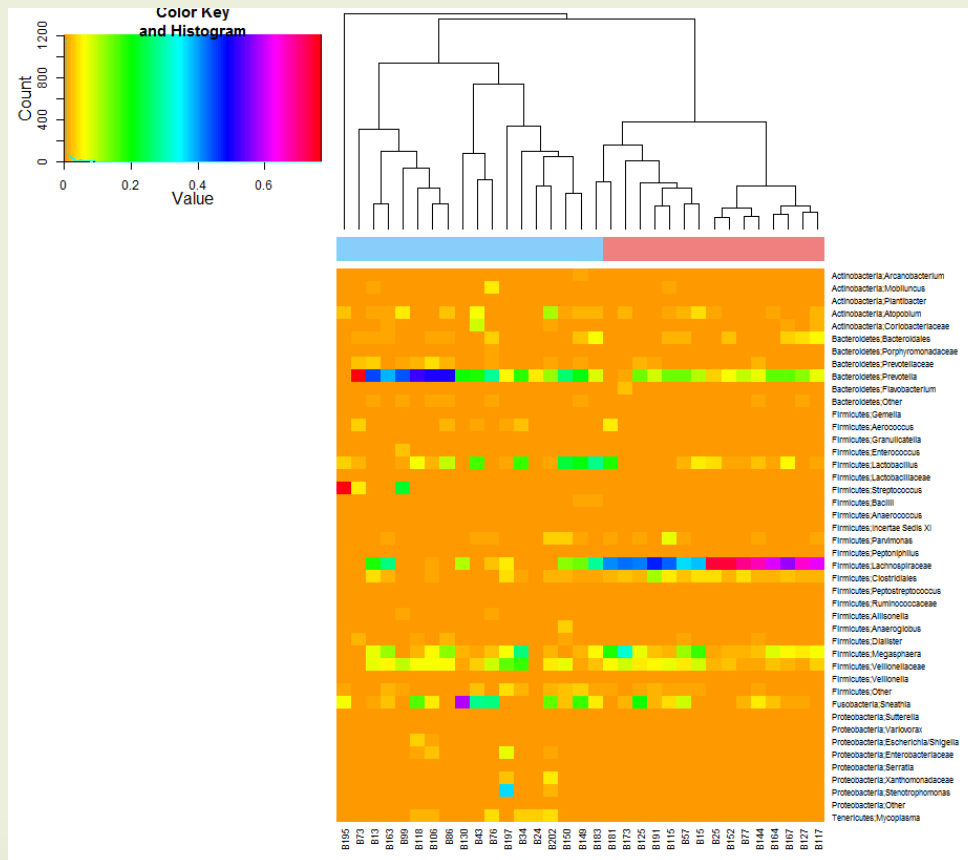 Color Key
and Histogram
Count
0 400 800 1200
0 0.2 0.4 0.6
Value
Actinobacteria;Arcanobacterium
Actinobacteria;Mobiluncus
Actinobacteria;Plantibacter
Actinobacteria;Atopobium
Actinobacteria;Coriobacteriaceae
Bacteroidetes;Bacteroidales
Bacteroidetes;Porphyromonadaceae
Bacteroidetes;Prevotellaceae
Bacteroidetes;Prevotella
Bacteroidetes;Flavobacterium
Bacteroidetes;Other
Firmicutes;Gemella
Firmicutes;Aerococcus
Firmicutes;Granulicatella
Firmicutes;Enterococcus
Firmicutes;Lactobacillus
Firmicutes;Lactobacillaceae
Firmicutes;Streptococcus
Firmicutes;Bacilli
Firmicutes;Anaerococcus
Firmicutes;Incertae Sedis XI
Firmicutes;Parvimonas
Firmicutes;Peptoniphilus
Firmicutes;Lachnospiraceae
Firmicutes;Clostridiales
Firmicutes;Peptostreptococcus
Firmicutes;Ruminococcaceae
Firmicutes;Allisonella
Firmicutes;Anaeroglobus
Firmicutes;Dialister
Firmicutes;Megasphaera
Firmicutes;Veillonellaceae
Firmicutes;Veillonella
Firmicutes;Other
Fusobacteria;Sneathia
Proteobacteria;Sutterella
Proteobacteria;Variovorax
Proteobacteria;Escherichia/Shigella
Proteobacteria;Enterobacteriaceae
Proteobacteria;Serratia
Proteobacteria;Xanthomonadaceae
Proteobacteria;Stenotrophomonas
Proteobacteria;Other
Tenericutes;Mycoplasma
B195 B73 B13 B163 B99 B118 B106 B86 B130 B43 B76 B197 B34 B24 B202 B150 B149 B183 B181 B173 B125 B191 B115 B57 B15 B25 B152 B77 B144 B164 B167 B127 B117